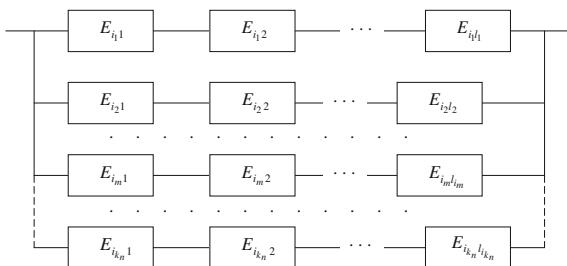 E_{i_1 1} E_{i_1 2} · · · E_{i_1 l_1}
E_{i_2 1} E_{i_2 2} · · · E_{i_2 l_2}
· · · · · · · · · · · ·
E_{i_m 1} E_{i_m 2} · · · E_{i_m l_{i_m}}
· · · · · · · · · · · ·
E_{i_{k_n} 1} E_{i_{k_n} 2} · · · E_{i_{k_n} l_{i_{k_n}}}